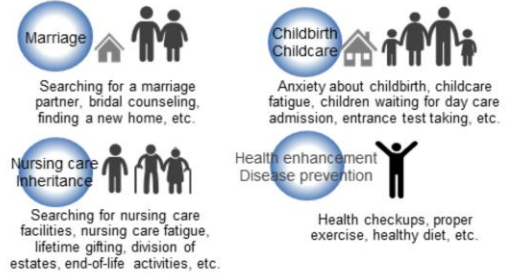 Marriage
Searching for a marriage
partner, bridal counseling,
finding a new home, etc.
Childbirth
Childcare
Anxiety about childbirth, childcare
fatigue, children waiting for day care
admission, entrance test taking, etc.
Nursing care
Inheritance
Searching for nursing care
facilities, nursing care fatigue,
lifetime gifting, division of
estates, end-of-life activities, etc.
Health enhancement
Disease prevention
Health checkups, proper
exercise, healthy diet, etc.